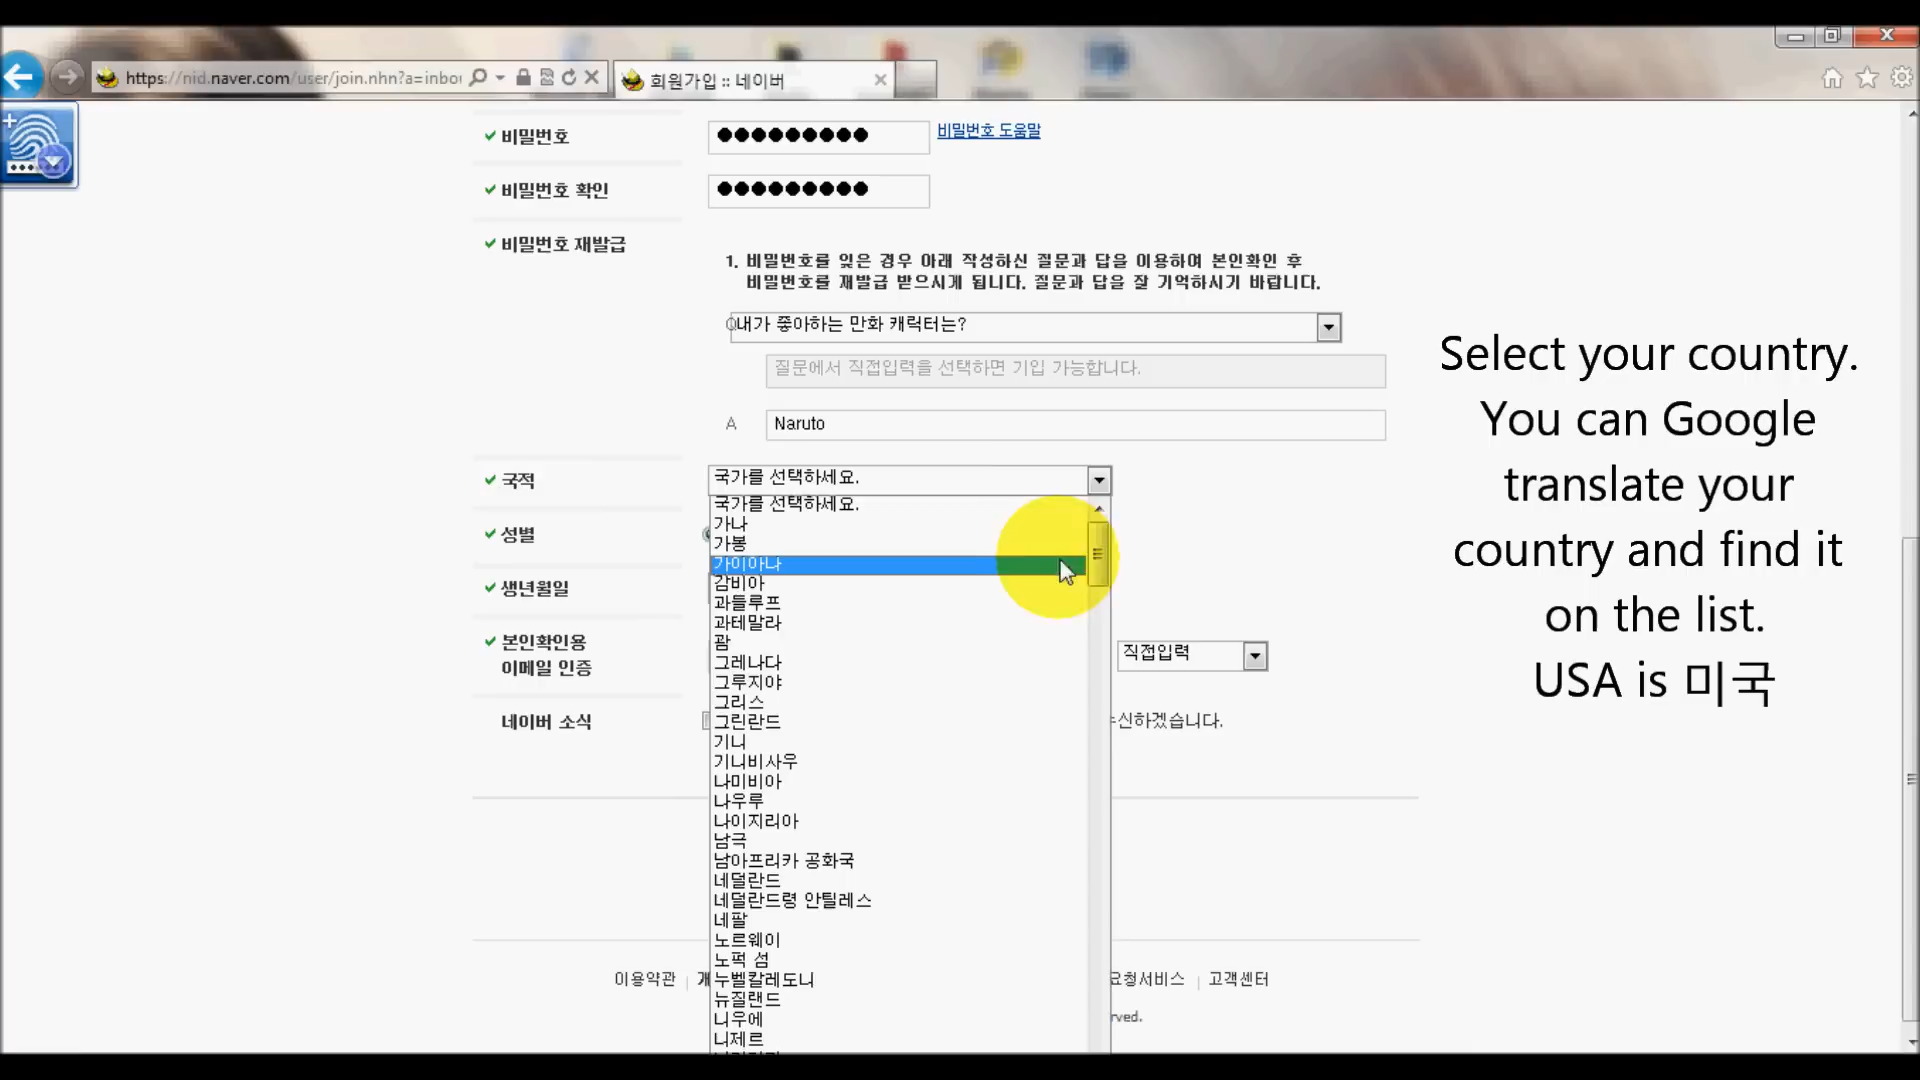 https://nid.naver.com/user/join.nhn?a=inbo
회원가입 :: 네이버
비밀번호
비밀번호 도움말
비밀번호 확인
비밀번호 재발급
1. 비밀번호를 잊은 경우 아래 작성하신 질문과 답을 이용하여 본인확인 후
비밀번호를 재발급 받으시게 됩니다. 질문과 답을 잘 기억하시기 바랍니다.
Q 내가 좋아하는 만화 캐릭터는?
질문에서 직접입력을 선택하면 기입 가능합니다.
A Naruto
국적
국가를 선택하세요.
국가를 선택하세요.
가나
가봉
가이아나
감비아
과들루프
과테말라
괌
그레나다
그루지야
그리스
그린란드
기니
기니비사우
나미비아
나우루
나이지리아
남극
남아프리카 공화국
네덜란드
네덜란드령 안틸레스
네팔
노르웨이
노퍽 섬
누벨칼레도니
뉴질랜드
니우에
니제르
성별
생년월일
본인확인용
이메일 인증
직접입력
네이버 소식
신하겠습니다.
이용약관
개
요청서비스
고객센터
rved.
Select your country.
You can Google
translate your
country and find it
on the list.
USA is 미국